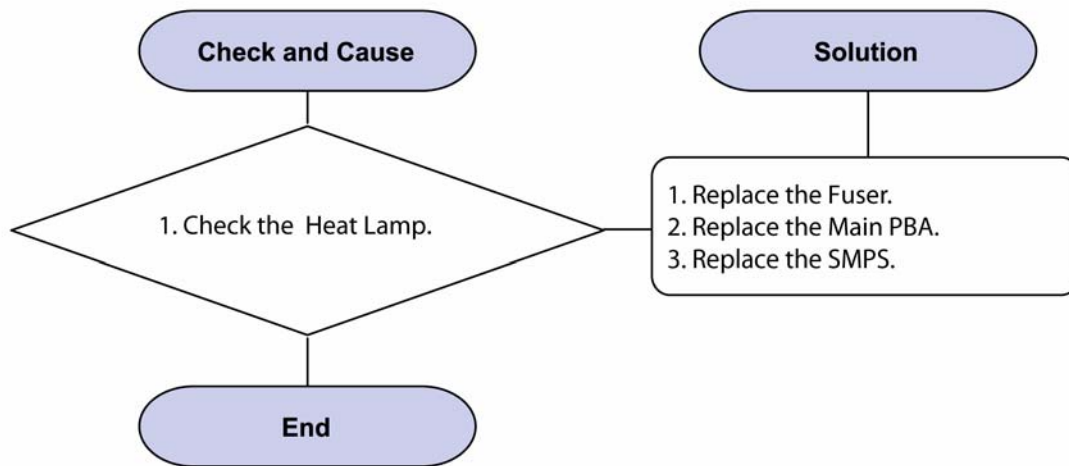 Check and Cause
Solution
1. Check the Heat Lamp.
1. Replace the Fuser.
2. Replace the Main PBA.
3. Replace the SMPS.
End